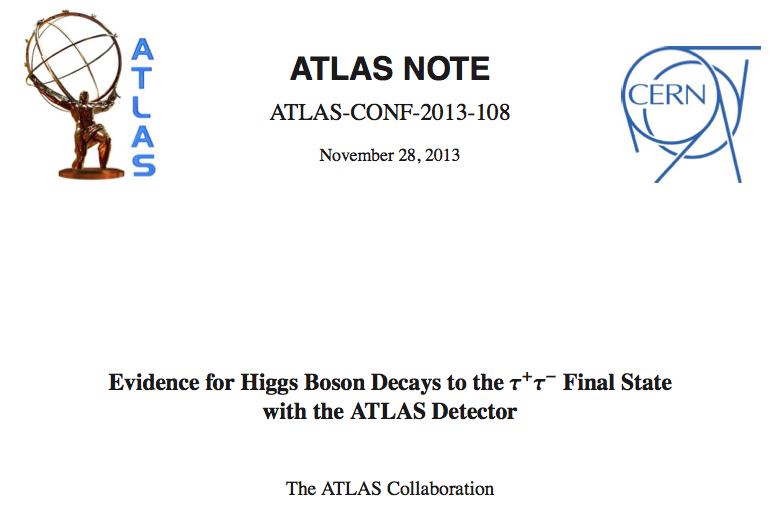 ATLAS
ATLAS NOTE
ATLAS-CONF-2013-108
November 28, 2013
CERN
Evidence for Higgs Boson Decays to the τ⁺τ⁻ Final State
with the ATLAS Detector
The ATLAS Collaboration